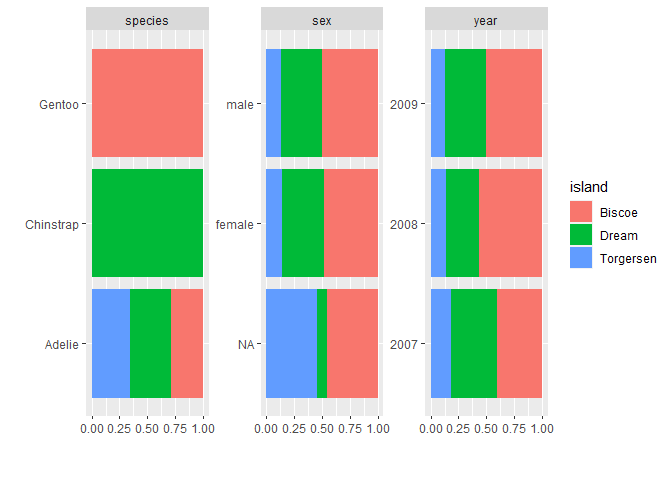 species
sex
year
Gentoo
male
2009
Chinstrap
female
2008
Adelie
NA
2007
0.00 0.25 0.50 0.75 1.00
0.00 0.25 0.50 0.75 1.00
0.00 0.25 0.50 0.75 1.00
island
Biscoe
Dream
Torgersen